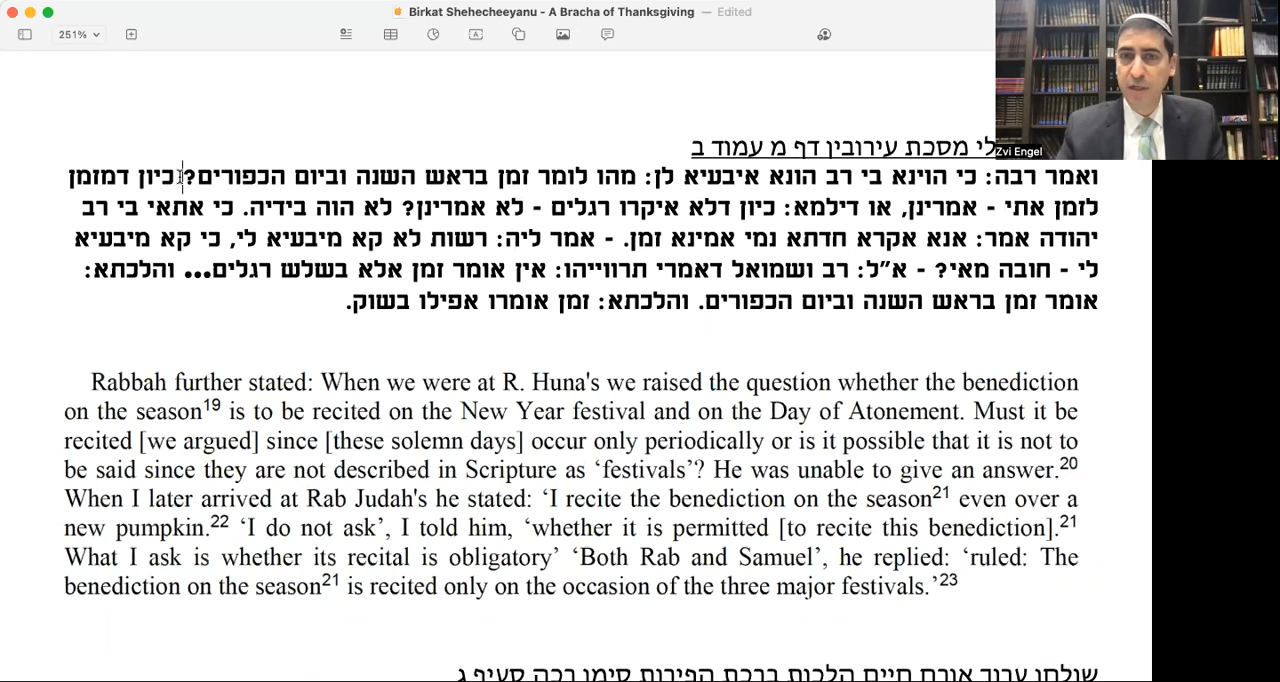 Birkat Shehecheeyanu - A Bracha of Thanksgiving — Edited
251%
Zvi Engel
לי מסכת עירובין דף מ עמוד ב
ואמר רבה: כי הוינא בי רב הונא איבעיא לן: מהו לומר זמן בראש השנה וביום הכפורים? כיון דמזמן
לזמן אתי - אמרינן, או דילמא: כיון דלא איקרו רגלים - לא אמרינן? לא הוה בידיה. כי אתאי בי רב
יהודה אמר: אנא אקרא חדתא נמי אמינא זמן. - אמר ליה: רשות לא קא מיבעיא לי, כי קא מיבעיא
לי - חובה מאי? - א״ל: רב ושמואל דאמרי תרווייהו: אין אומר זמן אלא בשלש רגלים... והלכתא:
אומר זמן בראש השנה וביום הכפורים. והלכתא: זמן אומרו אפילו בשוק.
Rabbah further stated: When we were at R. Huna's we raised the question whether the benediction
on the season19 is to be recited on the New Year festival and on the Day of Atonement. Must it be
recited [we argued] since [these solemn days] occur only periodically or is it possible that it is not to
be said since they are not described in Scripture as ‘festivals’? He was unable to give an answer.20
When I later arrived at Rab Judah's he stated: ‘I recite the benediction on the season21 even over a
new pumpkin.22 ‘I do not ask’, I told him, ‘whether it is permitted [to recite this benediction].21
What I ask is whether its recital is obligatory’ ‘Both Rab and Samuel’, he replied: ‘ruled: The
benediction on the season21 is recited only on the occasion of the three major festivals.’23
שולחן ערוך אורח חיים הלכות ברכת הפירות סימן רכה סעיף ג